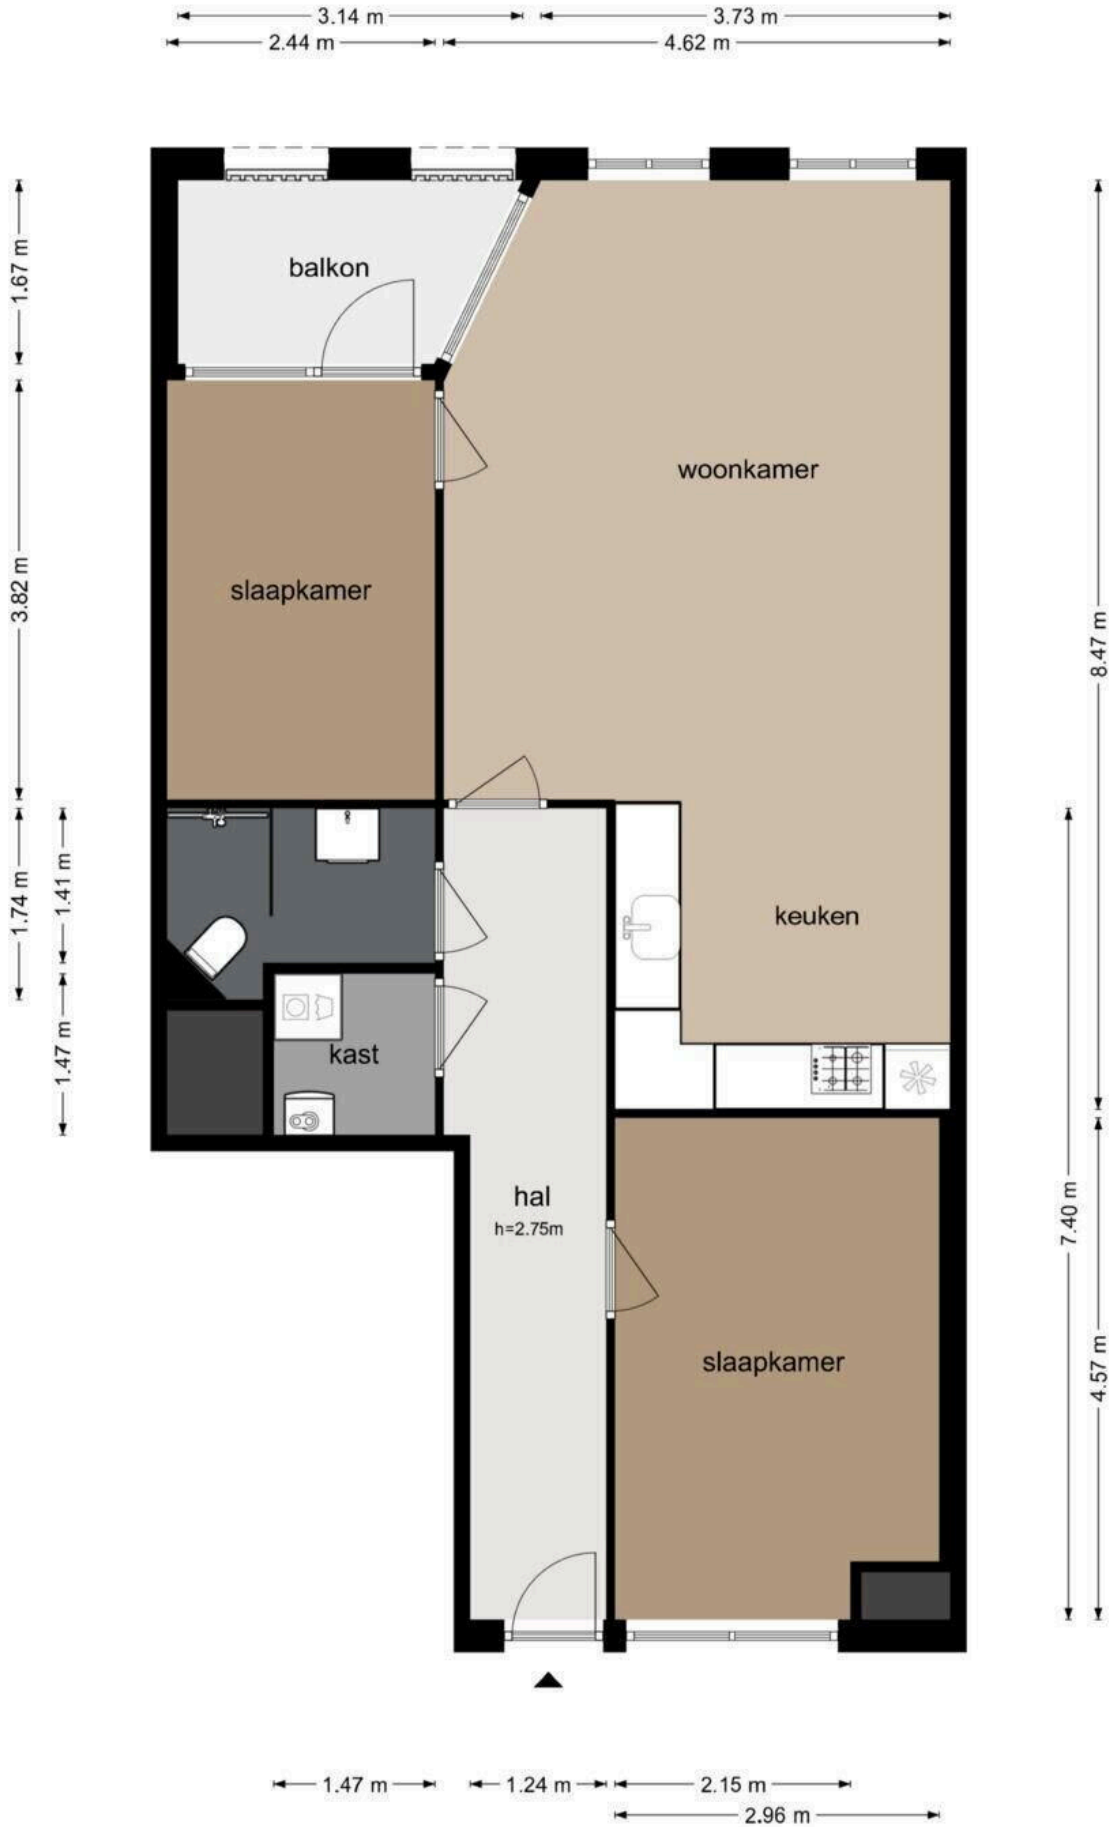 3.14 m
3.73 m
2.44 m
4.62 m
balkon
1.67 m
woonkamer
slaapkamer
3.82 m
8.47 m
1.74 m
1.41 m
keuken
kast
1.47 m
hal
h=2.75m
7.40 m
slaapkamer
4.57 m
1.47 m
1.24 m
2.15 m
2.96 m